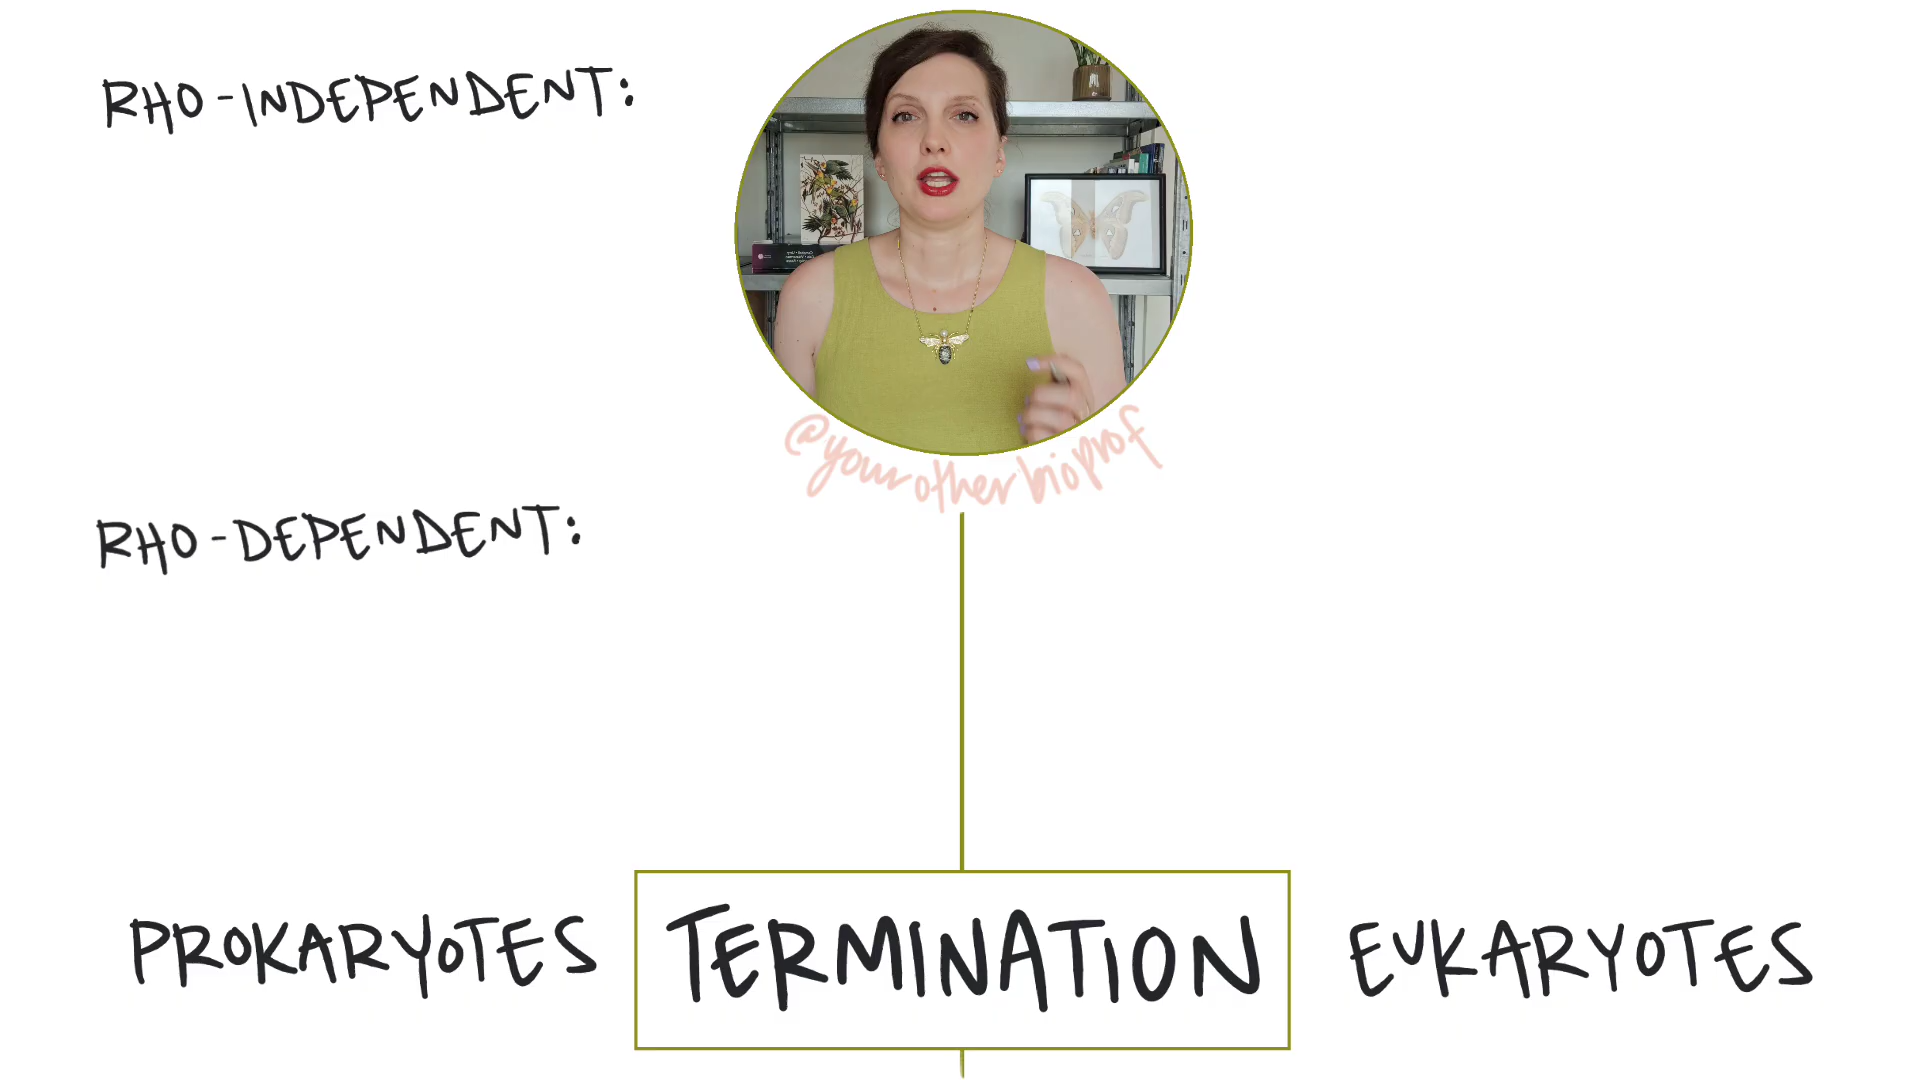 RHO-INDEPENDENT:
@yourotherbioprof
RHO-DEPENDENT:
PROKARYOTES
TERMINATION
EUKARYOTES